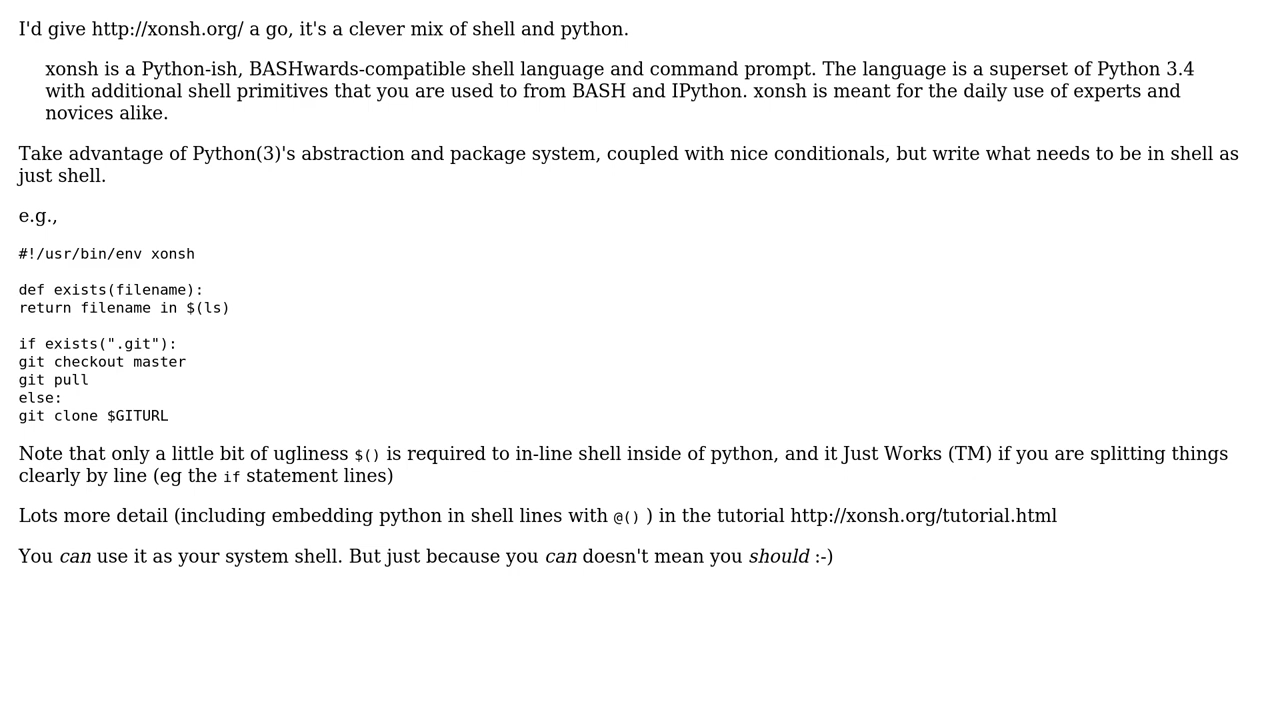 I'd give http://xonsh.org/ a go, it's a clever mix of shell and python.
xonsh is a Python-ish, BASHwards-compatible shell language and command prompt. The language is a superset of Python 3.4
with additional shell primitives that you are used to from BASH and IPython. xonsh is meant for the daily use of experts and
novices alike.
Take advantage of Python(3)'s abstraction and package system, coupled with nice conditionals, but write what needs to be in shell as
just shell.
e.g.,
#!/usr/bin/env xonsh
def exists(filename):
return filename in $(ls)
if exists(".git"):
git checkout master
git pull
else:
git clone $GITURL
Note that only a little bit of ugliness $() is required to in-line shell inside of python, and it Just Works (TM) if you are splitting things
clearly by line (eg the if statement lines)
Lots more detail (including embedding python in shell lines with @() ) in the tutorial http://xonsh.org/tutorial.html
You can use it as your system shell. But just because you can doesn't mean you should :-)